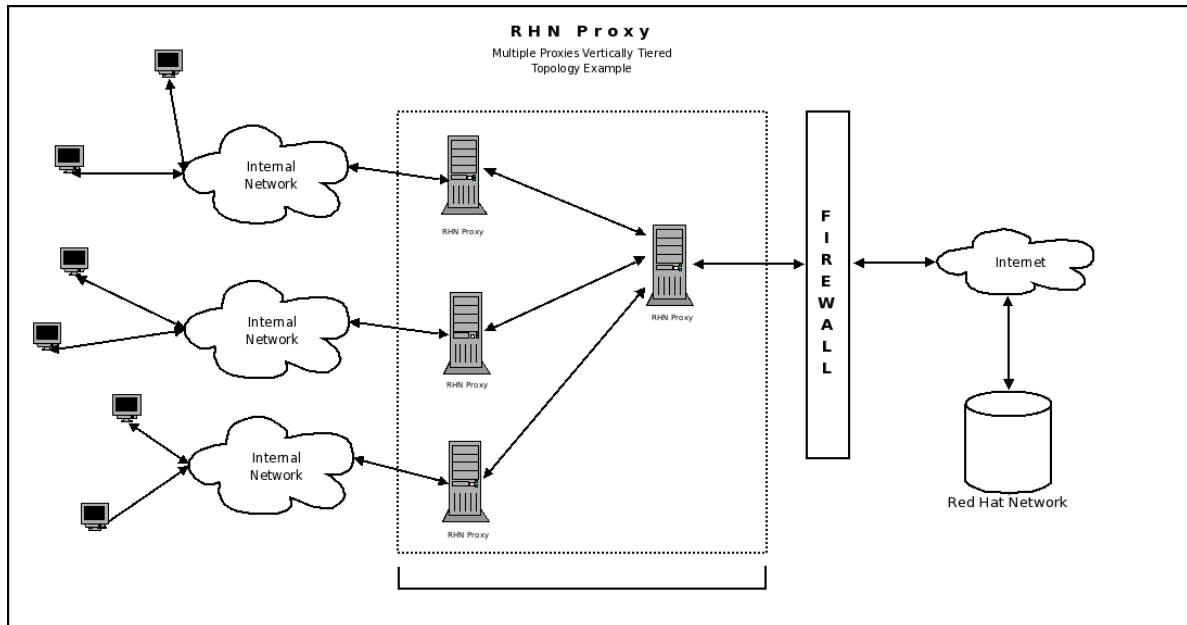 RHN Proxy
Multiple Proxies Vertically Tiered
Topology Example
Internal
Network
RHN Proxy
Internal
Network
RHN Proxy
Internal
Network
RHN Proxy
RHN Proxy
FIREWALL
Internet
Red Hat Network